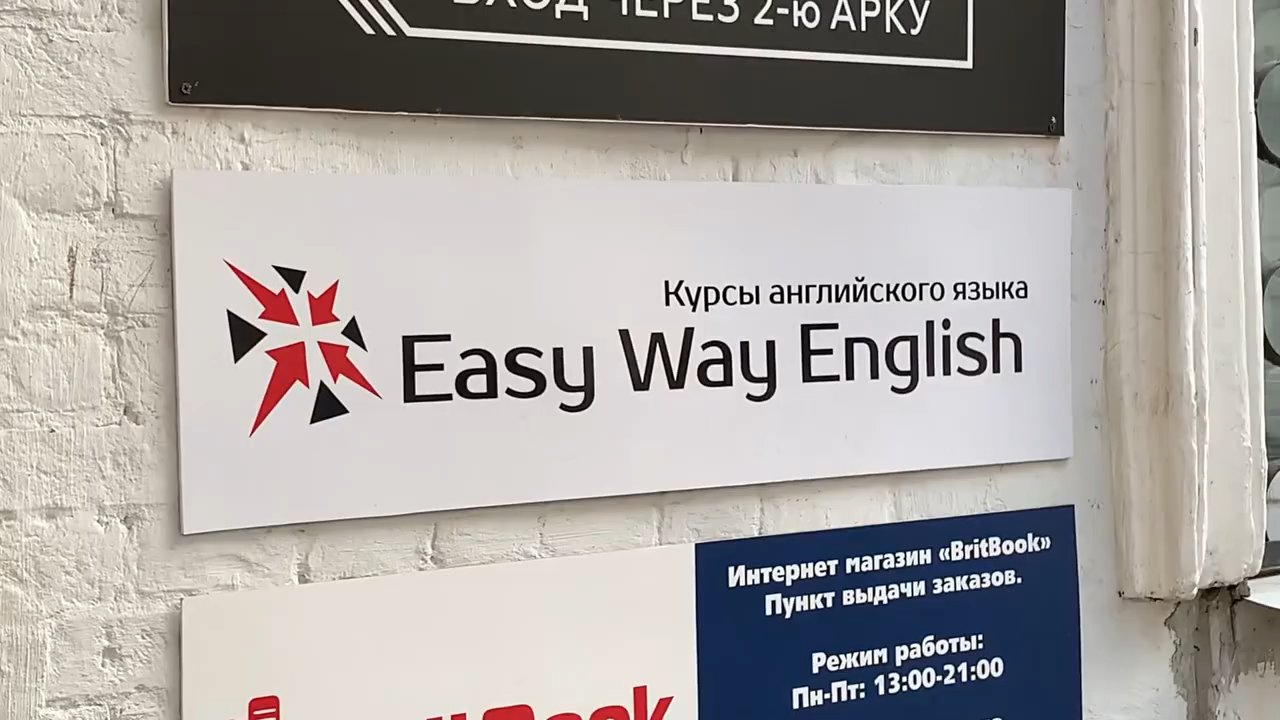 ВХОД ЧЕРЕЗ 2-ю АРКУ
Курсы английского языка
Easy Way English
Интернет магазин «BritBook»
Пункт выдачи заказов.
Режим работы:
Пн-Пт: 13:00-21:00